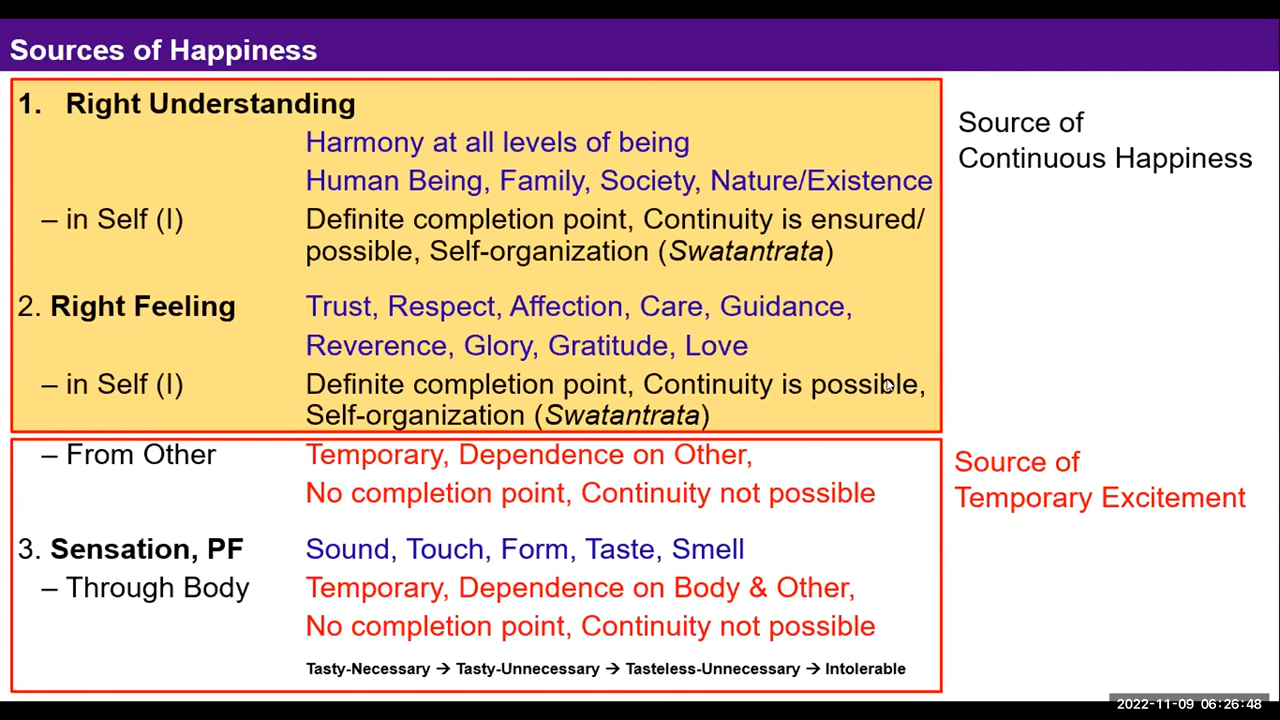 Sources of Happiness
1. Right Understanding
Harmony at all levels of being
Human Being, Family, Society, Nature/Existence
– in Self (I) Definite completion point, Continuity is ensured/
possible, Self-organization (Swatantrata)
Source of
Continuous Happiness
2. Right Feeling Trust, Respect, Affection, Care, Guidance,
Reverence, Glory, Gratitude, Love
– in Self (I) Definite completion point, Continuity is possible,
Self-organization (Swatantrata)
– From Other Temporary, Dependence on Other,
No completion point, Continuity not possible
Source of
Temporary Excitement
3. Sensation, PF Sound, Touch, Form, Taste, Smell
– Through Body Temporary, Dependence on Body & Other,
No completion point, Continuity not possible
Tasty-Necessary → Tasty-Unnecessary → Tasteless-Unnecessary → Intolerable
2022-11-09 06:26:48